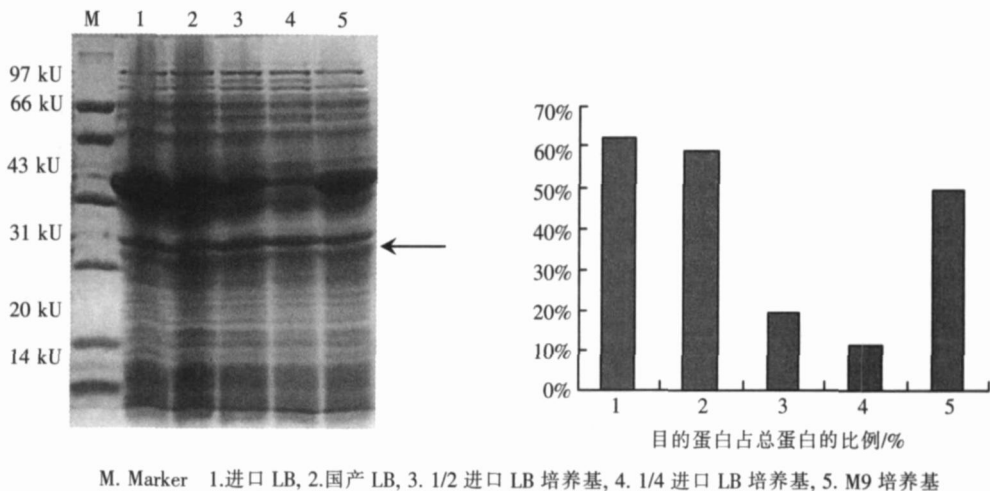 M 1 2 3 4 5
97 kU
66 kU
43 kU
31 kU
20 kU
14 kU
70%
60%
50%
40%
30%
20%
10%
0%
1 2 3 4 5
目的蛋白占总蛋白的比例/%
M. Marker 1.进口 LB, 2.国产 LB, 3. 1/2 进口 LB 培养基, 4. 1/4 进口 LB 培养基, 5. M9 培养基